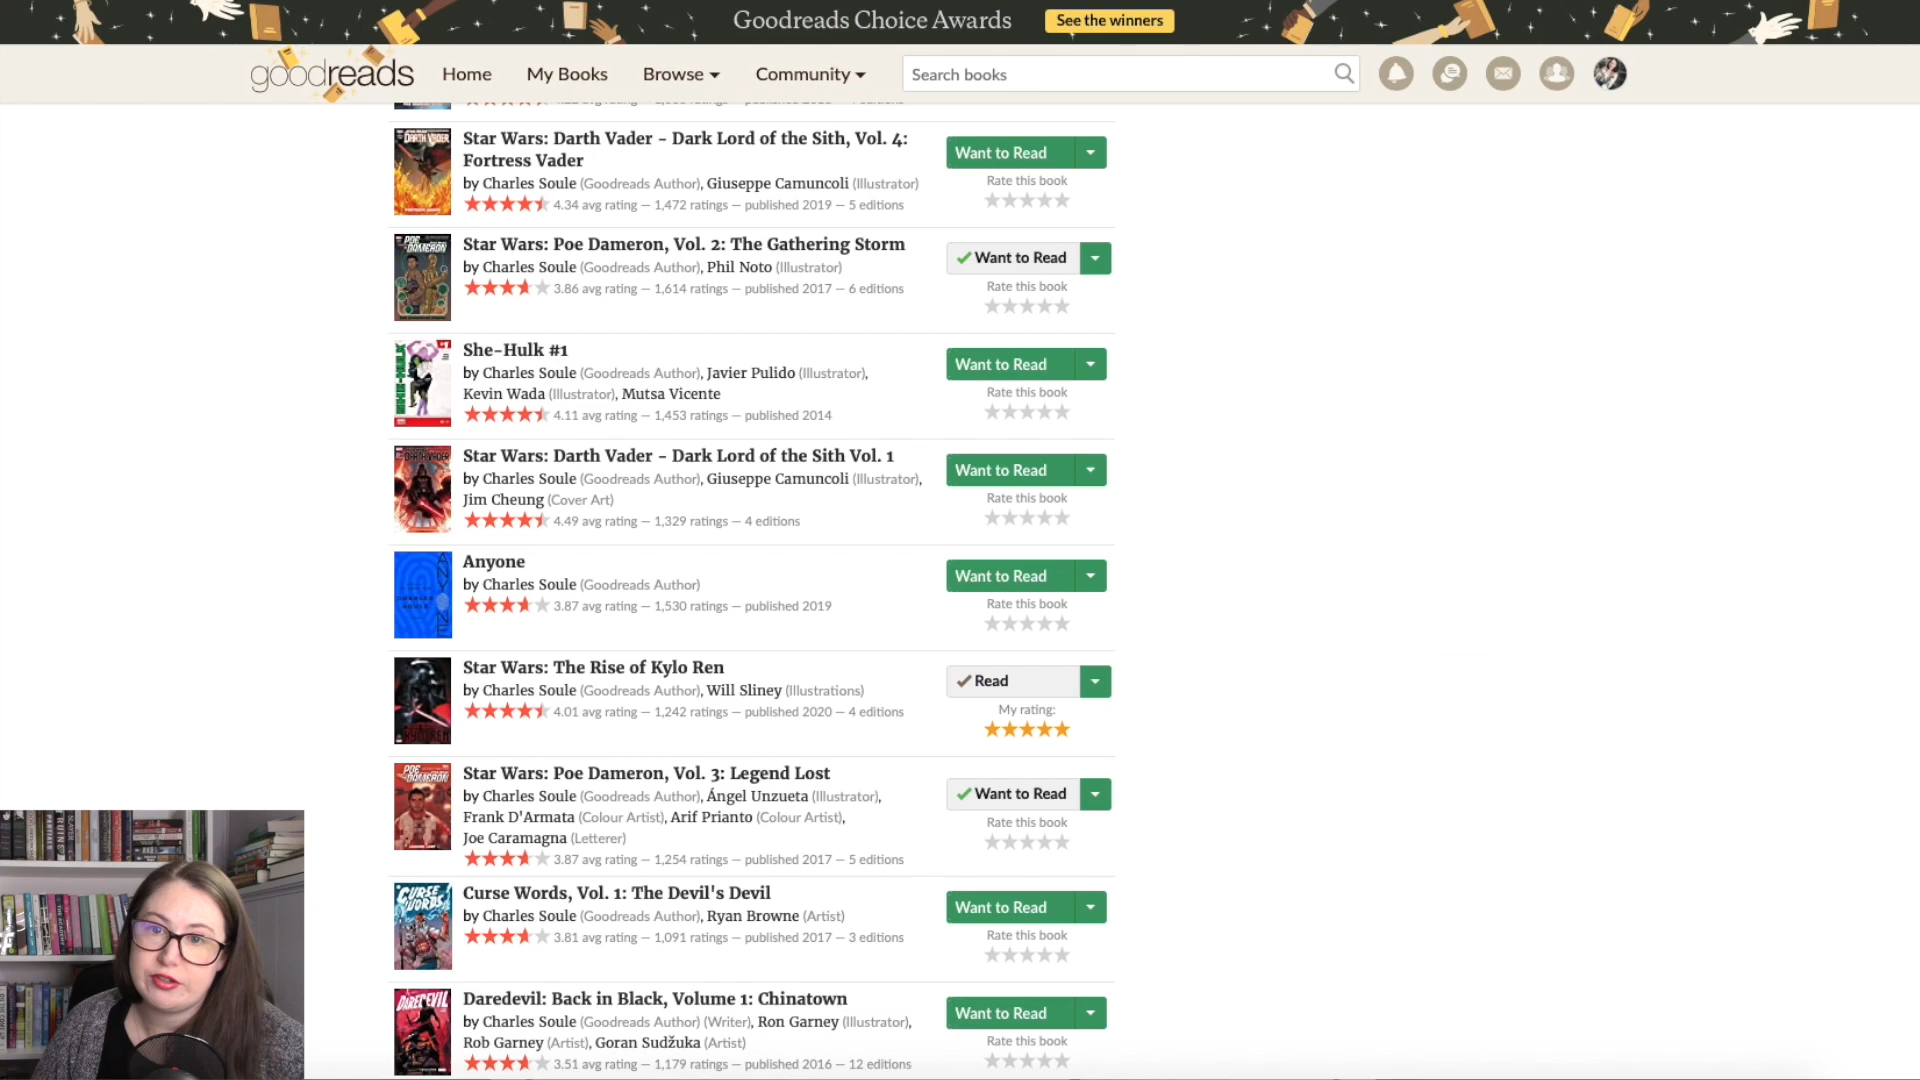 Goodreads Choice Awards
See the winners
goodreads
Home
My Books
Browse
Community
Search books
Star Wars: Darth Vader - Dark Lord of the Sith, Vol. 4:
Fortress Vader
by Charles Soule (Goodreads Author), Giuseppe Camuncoli (Illustrator)
4.34 avg rating — 1,472 ratings — published 2019 — 5 editions
Want to Read
Rate this book
Star Wars: Poe Dameron, Vol. 2: The Gathering Storm
by Charles Soule (Goodreads Author), Phil Noto (Illustrator)
3.86 avg rating — 1,614 ratings — published 2017 — 6 editions
Want to Read
Rate this book
She-Hulk #1
by Charles Soule (Goodreads Author), Javier Pulido (Illustrator),
Kevin Wada (Illustrator), Mutsa Vicente
4.11 avg rating — 1,453 ratings — published 2014
Want to Read
Rate this book
Star Wars: Darth Vader - Dark Lord of the Sith Vol. 1
by Charles Soule (Goodreads Author), Giuseppe Camuncoli (Illustrator),
Jim Cheung (Cover Art)
4.49 avg rating — 1,329 ratings — 4 editions
Want to Read
Rate this book
Anyone
by Charles Soule (Goodreads Author)
3.87 avg rating — 1,530 ratings — published 2019
Want to Read
Rate this book
Star Wars: The Rise of Kylo Ren
by Charles Soule (Goodreads Author), Will Sliney (Illustrations)
4.01 avg rating — 1,242 ratings — published 2020 — 4 editions
Read
My rating:
Star Wars: Poe Dameron, Vol. 3: Legend Lost
by Charles Soule (Goodreads Author), Ángel Unzueta (Illustrator),
Frank D'Armata (Colour Artist), Arif Prianto (Colour Artist),
Joe Caramagna (Letterer)
3.87 avg rating — 1,254 ratings — published 2017 — 5 editions
Want to Read
Rate this book
Curse Words, Vol. 1: The Devil's Devil
by Charles Soule (Goodreads Author), Ryan Browne (Artist)
3.81 avg rating — 1,091 ratings — published 2017 — 3 editions
Want to Read
Rate this book
Daredevil: Back in Black, Volume 1: Chinatown
by Charles Soule (Goodreads Author) (Writer), Ron Garney (Illustrator),
Rob Garney (Artist), Goran Sudžuka (Artist)
3.51 avg rating — 1,179 ratings — published 2016 — 12 editions
Want to Read
Rate this book